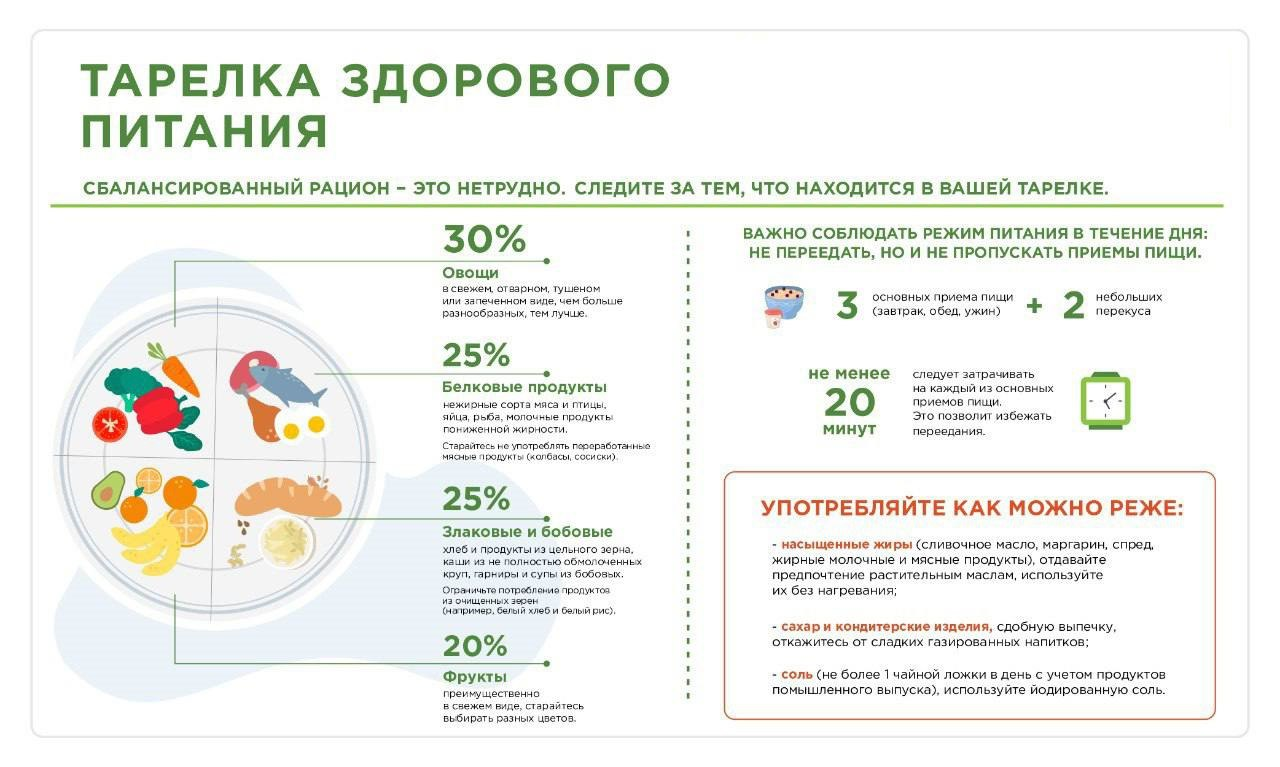 ТАРЕЛКА ЗДОРОВОГО
ПИТАНИЯ
СБАЛАНСИРОВАННЫЙ РАЦИОН – ЭТО НЕТРУДНО. СЛЕДИТЕ ЗА ТЕМ, ЧТО НАХОДИТСЯ В ВАШЕЙ ТАРЕЛКЕ.
30%
Овощи
в свежем, отварном, тушеном
или запеченном виде, чем больше
разнообразных, тем лучше.
25%
Белковые продукты
нежирные сорта мяса и птицы,
яйца, рыба, молочные продукты
пониженной жирности.
Старайтесь не употреблять переработанные
мясные продукты (колбасы, сосиски).
25%
Злаковые и бобовые
хлеб и продукты из цельного зерна,
каши из не полностью обмолоченных
круп, гарниры и супы из бобовых.
Ограничьте потребление продуктов
из очищенных зерен
(например, белый хлеб и белый рис).
20%
Фрукты
преимущественно
в свежем виде, старайтесь
выбирать разных цветов.
ВАЖНО СОБЛЮДАТЬ РЕЖИМ ПИТАНИЯ В ТЕЧЕНИЕ ДНЯ:
НЕ ПЕРЕЕДАТЬ, НО И НЕ ПРОПУСКАТЬ ПРИЕМЫ ПИЩИ.
3 основных приема пищи
(завтрак, обед, ужин)
+ 2 небольших
перекуса
не менее
20
минут
следует затрачивать
на каждый из основных
приемов пищи.
Это позволит избежать
переедания.
УПОТРЕБЛЯЙТЕ КАК МОЖНО РЕЖЕ:
- насыщенные жиры (сливочное масло, маргарин, спред,
жирные молочные и мясные продукты), отдавайте
предпочтение растительным маслам, используйте
их без нагревания;
- сахар и кондитерские изделия, сдобную выпечку,
откажитесь от сладких газированных напитков;
- соль (не более 1 чайной ложки в день с учетом продуктов
помышленного выпуска), используйте йодированную соль.